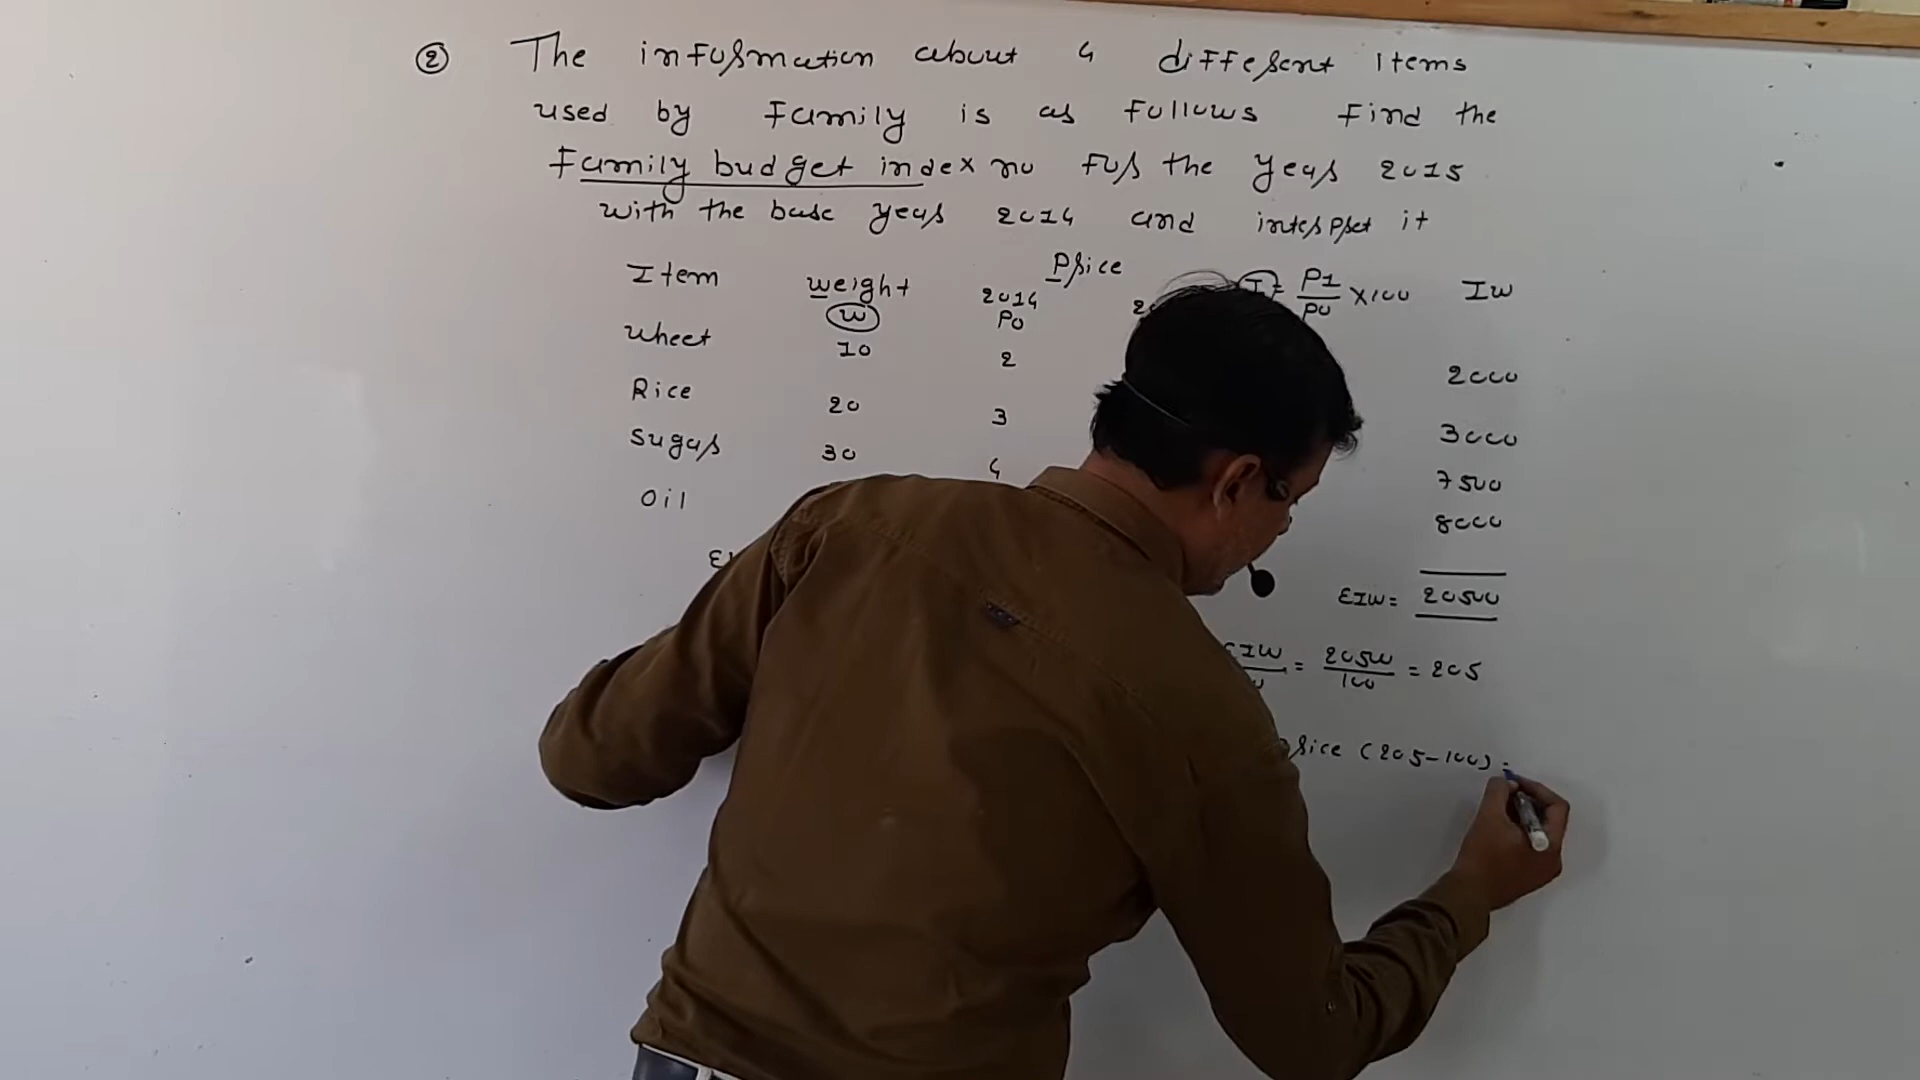 ② The information about 4 different items
used by Family is as Follows Find the
Family budget index no For the year 2015
with the base year 2014 and interpret it
Item weight Price I = P1/P0 ×100 IW
W 2014
P0
Wheet 10 2 2000
Rice 20 3 3000
Sugar 30 4 7500
Oil 8000
ΣIW = 20500
= 20500/100 = 205
Price (205-100) =